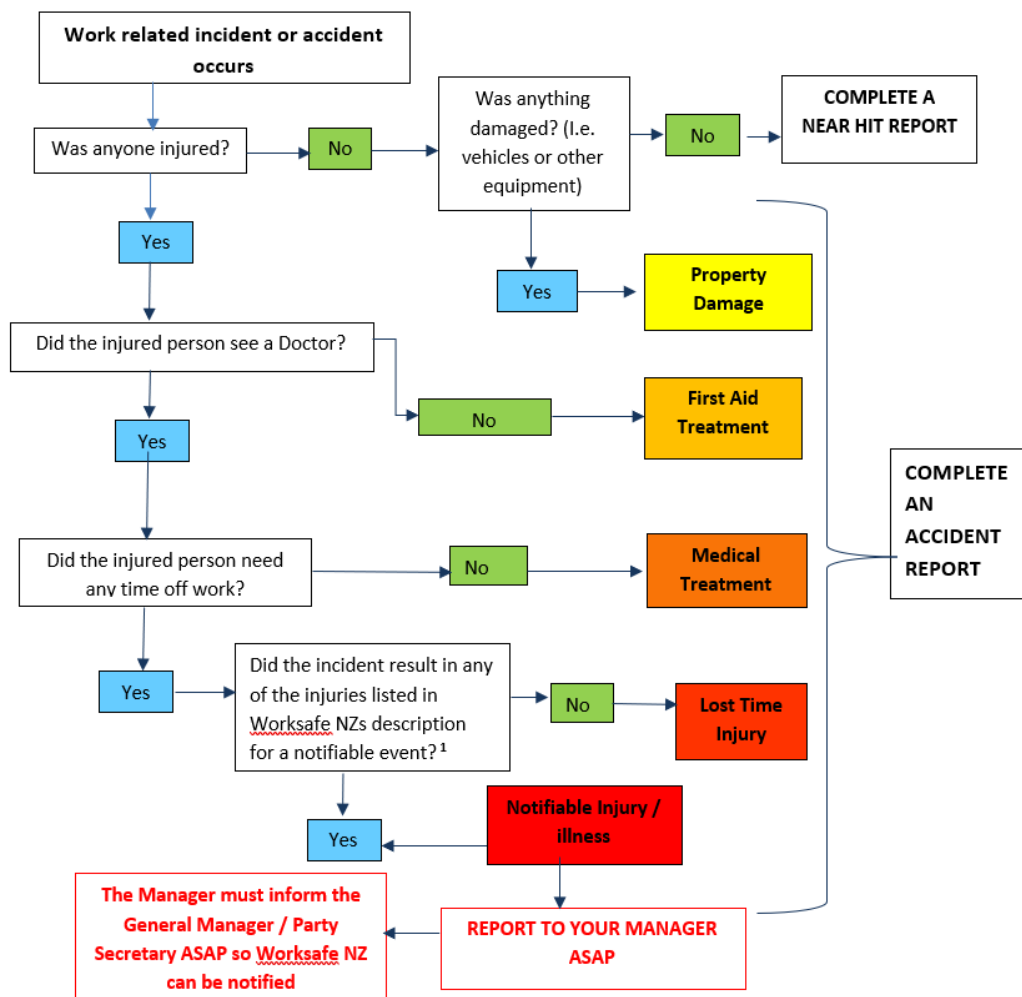 Work related incident or accident
occurs
Was anyone injured?
No
Was anything
damaged? (I.e.
vehicles or other
equipment)
No
COMPLETE A
NEAR HIT REPORT
Yes
Yes
Property
Damage
Did the injured person see a Doctor?
No
First Aid
Treatment
Yes
COMPLETE
AN
ACCIDENT
REPORT
Did the injured person need
any time off work?
No
Medical
Treatment
Yes
Did the incident result in any
of the injuries listed in
Worksafe NZs description
for a notifiable event? 1
No
Lost Time
Injury
Yes
Notifiable Injury /
illness
The Manager must inform the
General Manager / Party
Secretary ASAP so Worksafe NZ
can be notified
REPORT TO YOUR MANAGER
ASAP